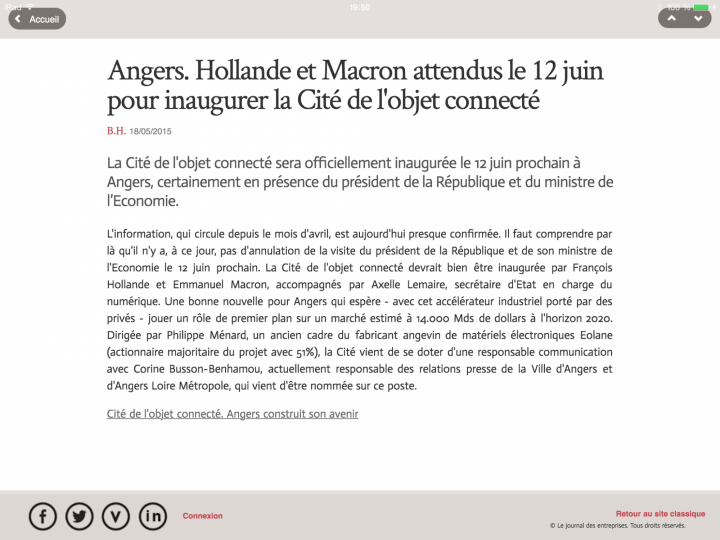 iPad
19:50
100 %
Accueil
Angers. Hollande et Macron attendus le 12 juin
pour inaugurer la Cité de l'objet connecté
B.H. 18/05/2015
La Cité de l'objet connecté sera officiellement inaugurée le 12 juin prochain à
Angers, certainement en présence du président de la République et du ministre de
l'Economie.
L'information, qui circule depuis le mois d'avril, est aujourd'hui presque confirmée. Il faut comprendre par
là qu'il n'y a, à ce jour, pas d'annulation de la visite du président de la République et de son ministre de
l'Economie le 12 juin prochain. La Cité de l'objet connecté devrait bien être inaugurée par François
Hollande et Emmanuel Macron, accompagnés par Axelle Lemaire, secrétaire d'Etat en charge du
numérique. Une bonne nouvelle pour Angers qui espère - avec cet accélérateur industriel porté par des
privés - jouer un rôle de premier plan sur un marché estimé à 14.000 Mds de dollars à l'horizon 2020.
Dirigée par Philippe Ménard, un ancien cadre du fabricant angevin de matériels électroniques Eolane
(actionnaire majoritaire du projet avec 51%), la Cité vient de se doter d'une responsable communication
avec Corine Busson-Benhamou, actuellement responsable des relations presse de la Ville d'Angers et
d'Angers Loire Métropole, qui vient d'être nommée sur ce poste.
Cité de l'objet connecté. Angers construit son avenir
Connexion
Retour au site classique
© Le journal des entreprises. Tous droits réservés.